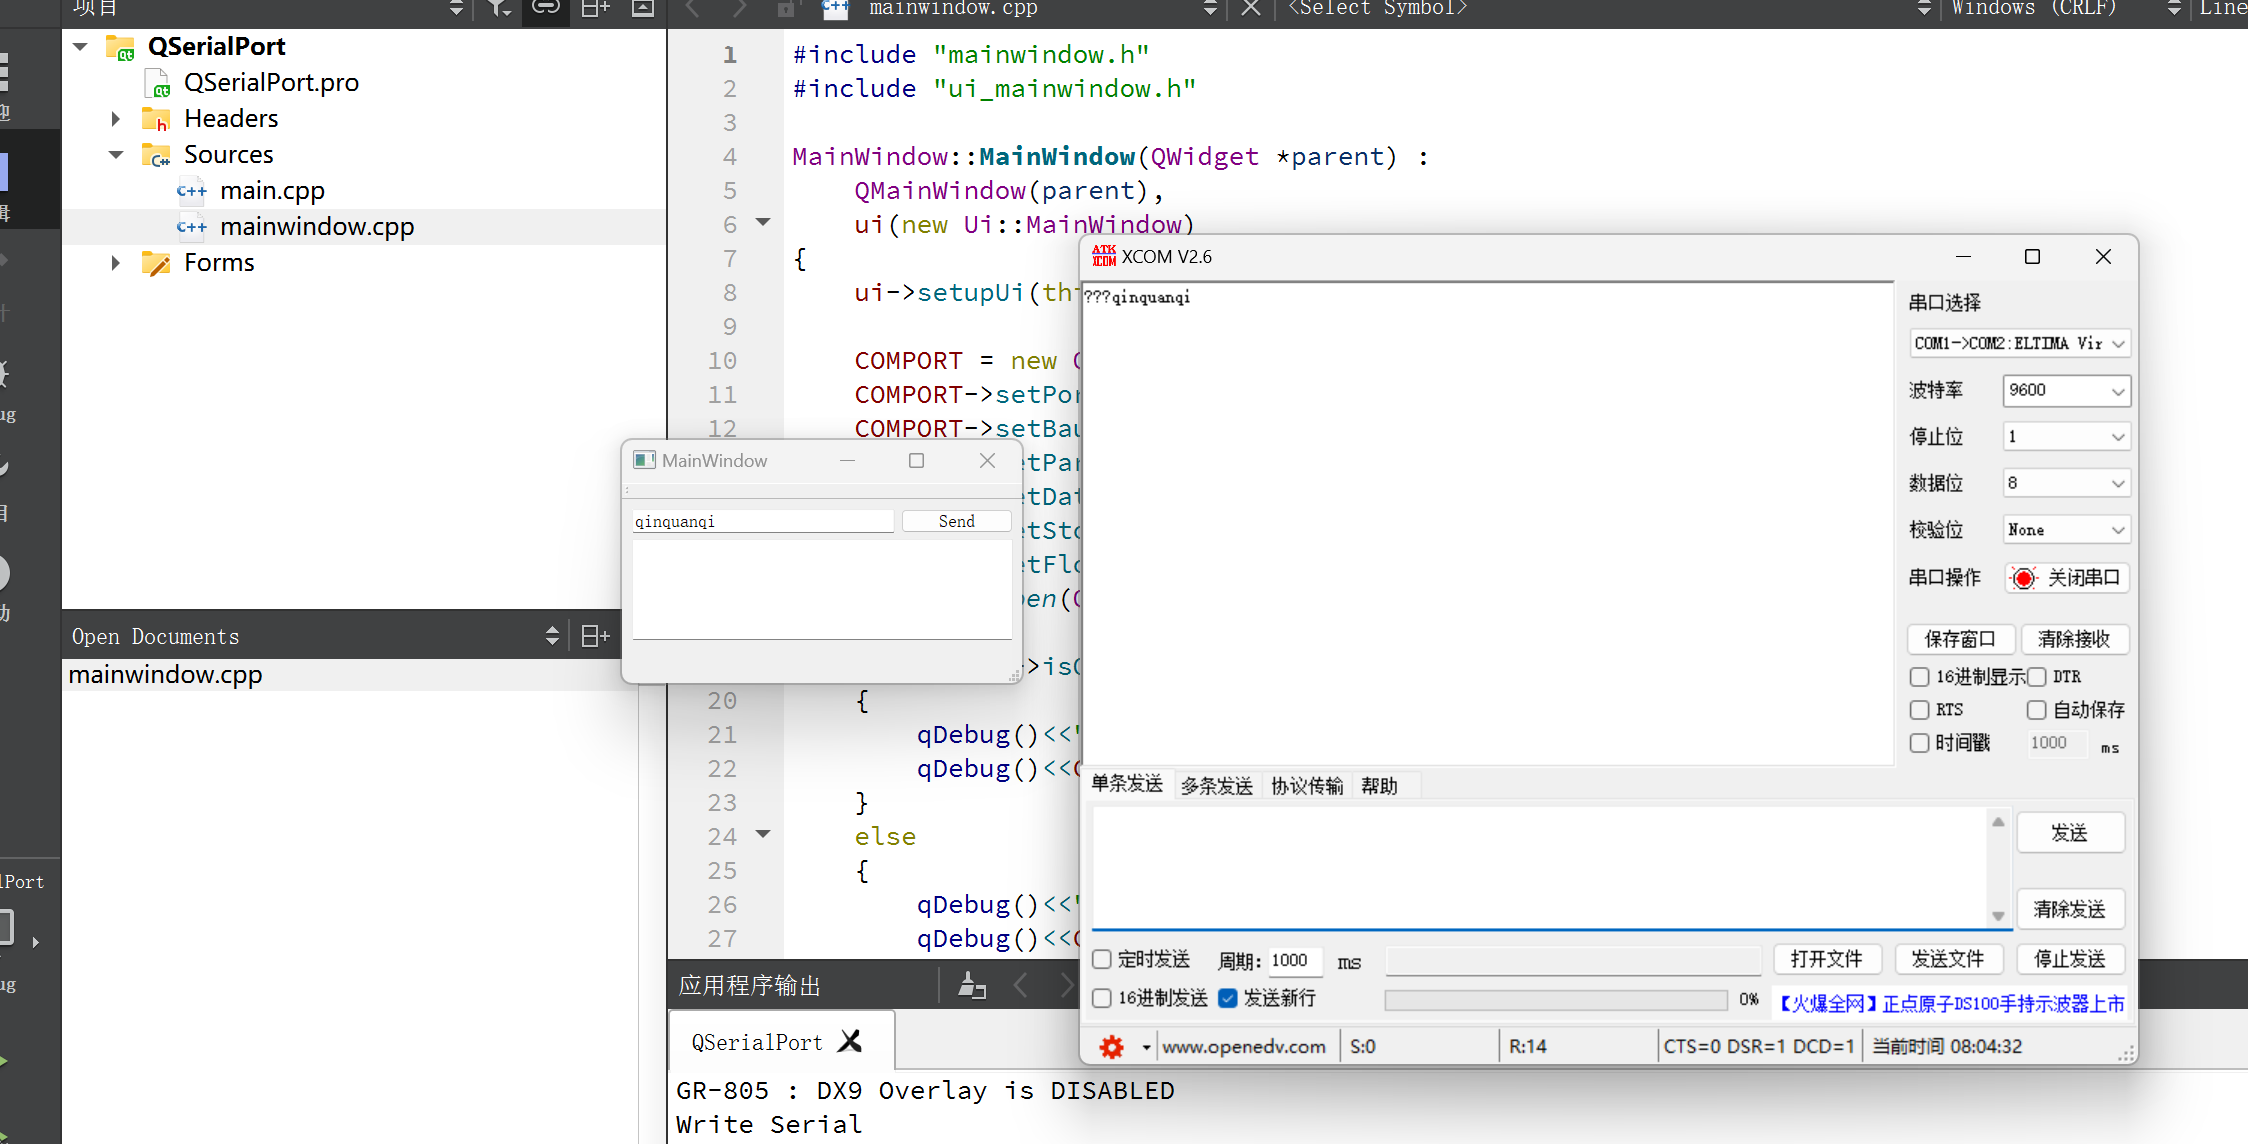 项目
mainwindow.cpp
<Select Symbol>
Windows (CRLF)
Line
QSerialPort
QSerialPort.pro
Headers
Sources
main.cpp
mainwindow.cpp
Forms
Open Documents
mainwindow.cpp
1 #include "mainwindow.h"
2 #include "ui_mainwindow.h"
3
4 MainWindow::MainWindow(QWidget *parent) :
5 QMainWindow(parent),
6 ui(new Ui::MainWindow)
7 {
8 ui->setupUi(thi
9
10 COMPORT = new
11 COMPORT->setPor
12 COMPORT->setBau
etPar
etDat
etSto
etFlo
en(
>is
20 {
21 qDebug()<<"
22 qDebug()<<
23 }
24 else
25 {
26 qDebug()<<"
27 qDebug()<<
MainWindow
qinquanqi
Send
XCOM V2.6
???qinquanqi
串口选择
COM1->COM2:ELTIMA Vir
波特率 9600
停止位 1
数据位 8
校验位 None
串口操作 关闭串口
保存窗口 清除接收
16进制显示 DTR
RTS 自动保存
时间戳 1000 ms
单条发送 多条发送 协议传输 帮助
发送
清除发送
定时发送 周期: 1000 ms 打开文件 发送文件 停止发送
16进制发送 发送新行 0% 【火爆全网】正点原子DS100手持示波器上市
www.openedv.com S:0 R:14 CTS=0 DSR=1 DCD=1 当前时间 08:04:32
应用程序输出
QSerialPort
GR-805 : DX9 Overlay is DISABLED
Write Serial
lPort
ug
ug